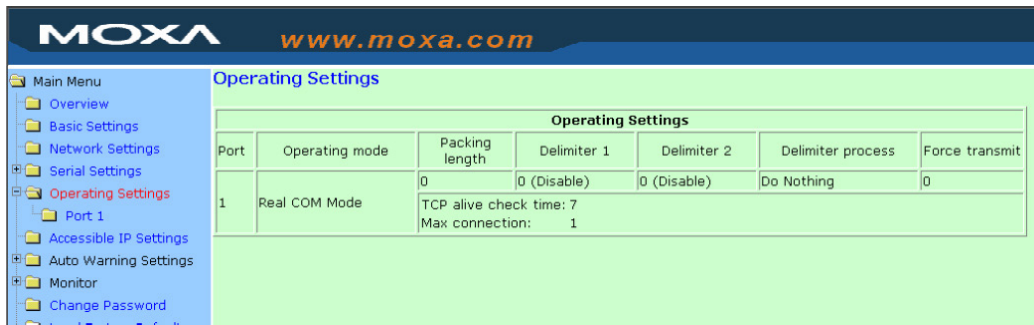 MOXA www.moxa.com
Main Menu
Overview
Basic Settings
Network Settings
Serial Settings
Operating Settings
Port 1
Accessible IP Settings
Auto Warning Settings
Monitor
Change Password
Operating Settings
Operating Settings
Port Operating mode Packing length Delimiter 1 Delimiter 2 Delimiter process Force transmit
1 Real COM Mode 0 0 (Disable) 0 (Disable) Do Nothing 0
TCP alive check time: 7
Max connection: 1